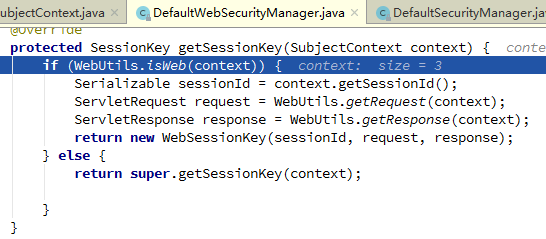 ubjectContext.java × DefaultWebSecurityManager.java × DefaultSecurityManager.java
@Override
protected SessionKey getSessionKey(SubjectContext context) { conte
if (WebUtils.isWeb(context)) { context: size = 3
Serializable sessionId = context.getSessionId();
ServletRequest request = WebUtils.getRequest(context);
ServletResponse response = WebUtils.getResponse(context);
return new WebSessionKey(sessionId, request, response);
} else {
return super.getSessionKey(context);
}
}